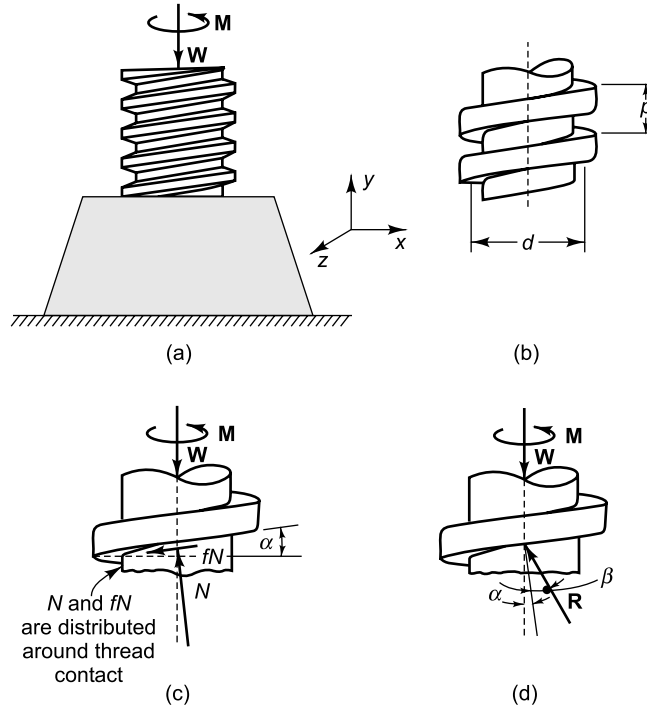 M
W
y
x
z
(a)
p
d
(b)
M
W
α
fN
N
N and fN
are distributed
around thread
contact
(c)
M
W
α
β
R
(d)